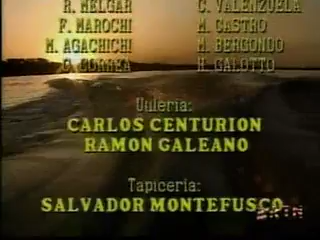 R. MELGAR C. VALENZUELA
F. MAROCHI M. CASTRO
M. AGACHICHI M. BERGONDO
C. CORREA H. GALOTTO
Utileria:
CARLOS CENTURION
RAMON GALEANO
Tapiceria:
SALVADOR MONTEFUSCO